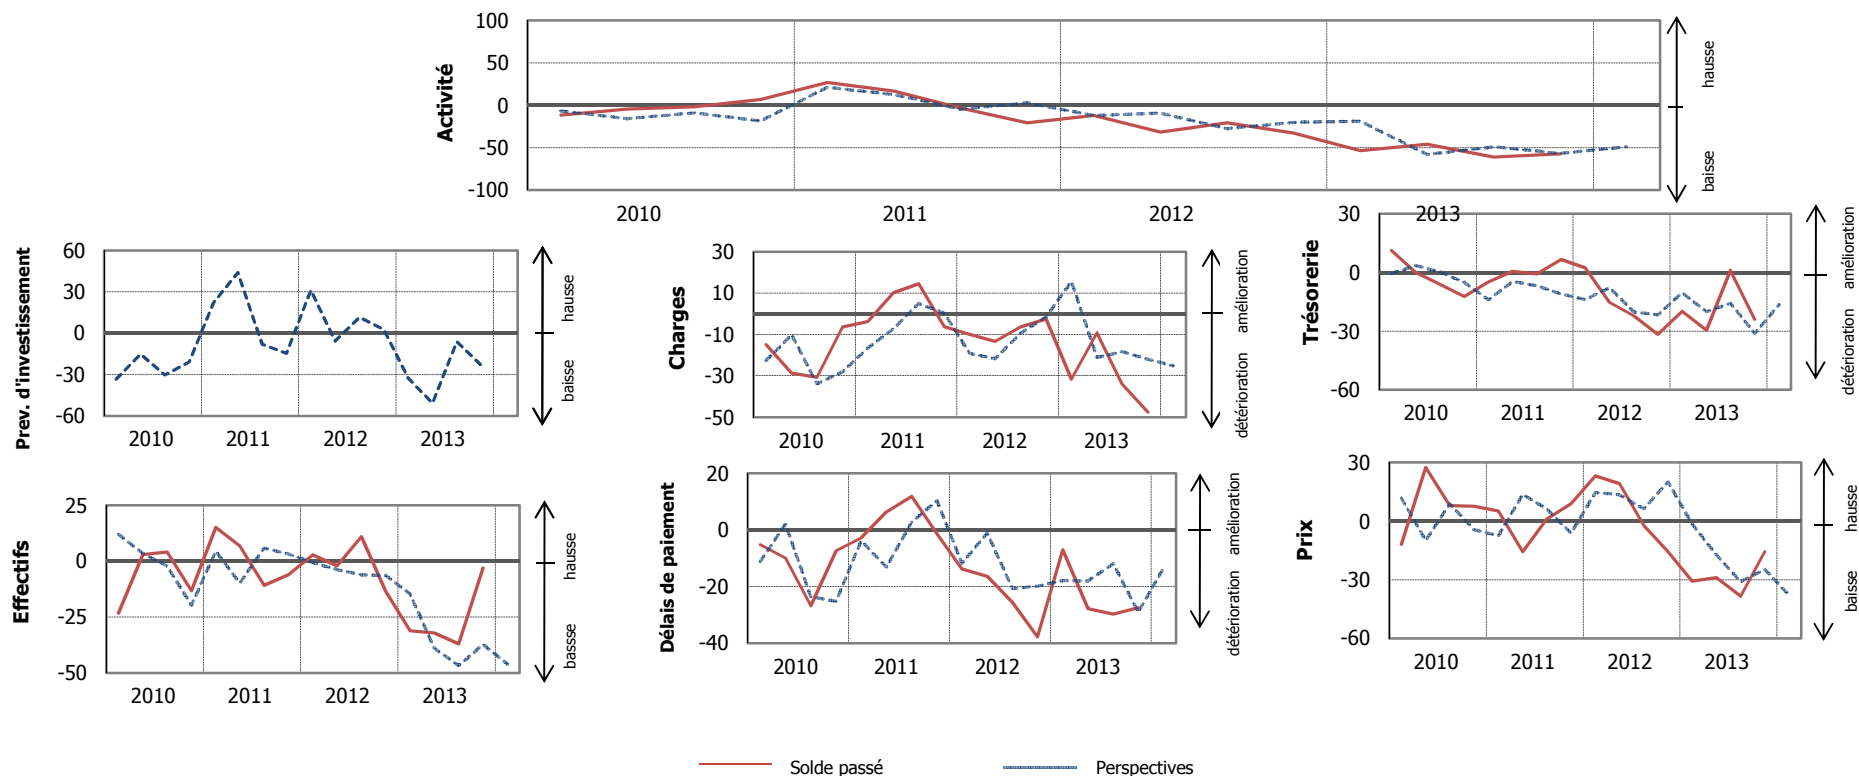 Activité
100
50
0
-50
-100
2010
2011
2012
2013
hausse
baisse
Prev. d'investissement
60
30
0
-30
-60
2010
2011
2012
2013
hausse
baisse
Charges
30
10
-10
-30
-50
2010
2011
2012
2013
amélioration
détérioration
Trésorerie
30
0
-30
-60
2010
2011
2012
2013
amélioration
détérioration
Effectifs
25
0
-25
-50
2010
2011
2012
2013
hausse
bassse
Délais de paiement
20
0
-20
-40
2010
2011
2012
2013
amélioration
détérioration
Prix
30
0
-30
-60
2010
2011
2012
2013
hausse
baisse
Solde passé
Perspectives